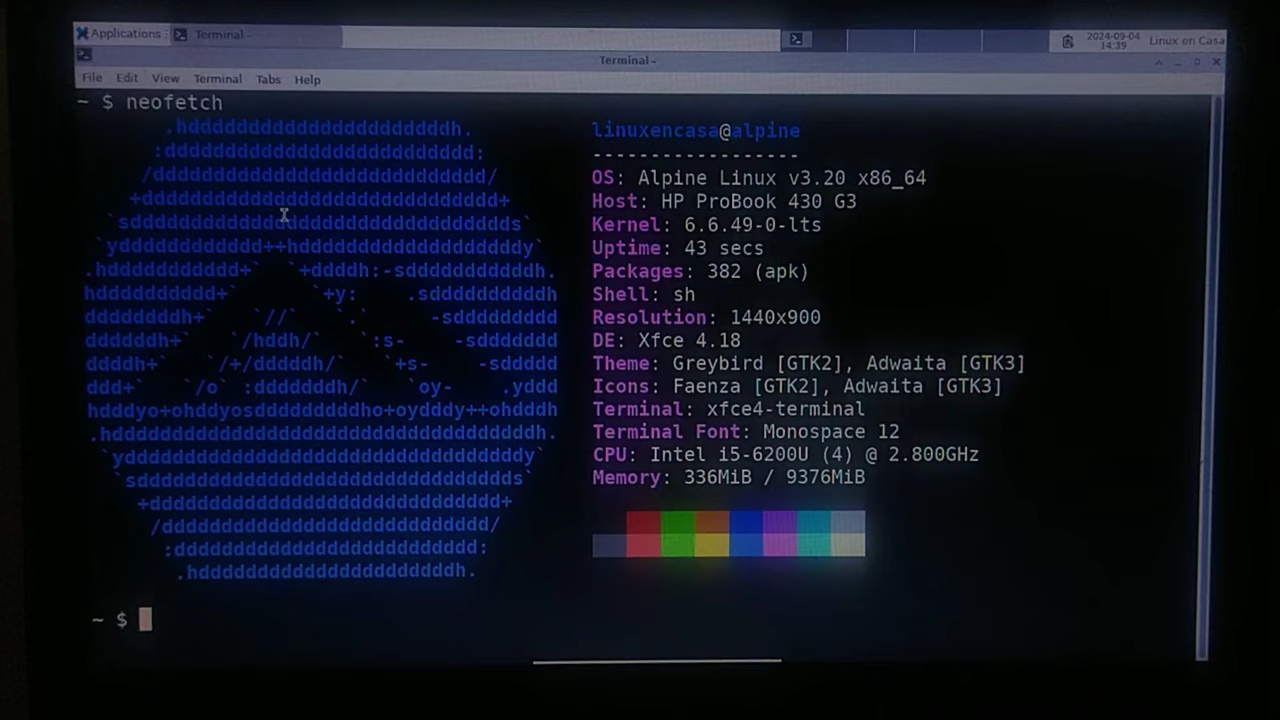 Applications
Terminal -
2024-09-04
14:39
Linux en Casa
Terminal -
File Edit View Terminal Tabs Help
~ $ neofetch
linuxencasa@alpine
------------------
OS: Alpine Linux v3.20 x86_64
Host: HP ProBook 430 G3
Kernel: 6.6.49-0-lts
Uptime: 43 secs
Packages: 382 (apk)
Shell: sh
Resolution: 1440x900
DE: Xfce 4.18
Theme: Greybird [GTK2], Adwaita [GTK3]
Icons: Faenza [GTK2], Adwaita [GTK3]
Terminal: xfce4-terminal
Terminal Font: Monospace 12
CPU: Intel i5-6200U (4) @ 2.800GHz
Memory: 336MiB / 9376MiB
~ $